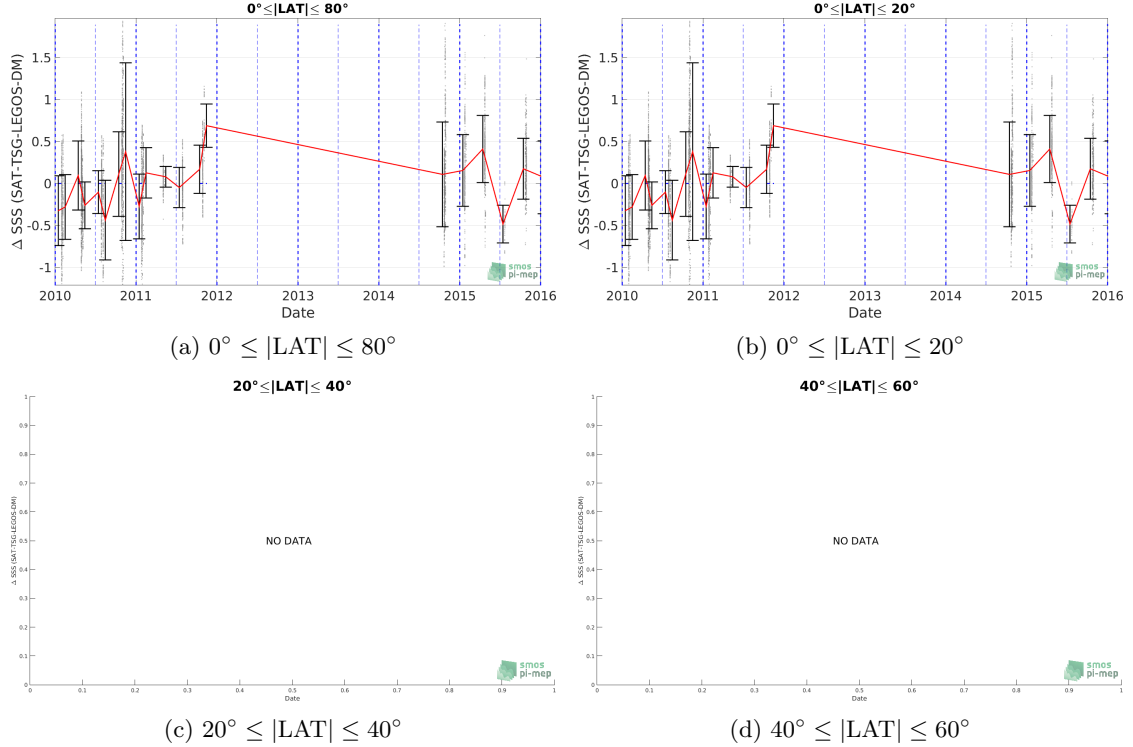 0°≤|LAT|≤ 80°
Δ SSS (SAT-TSG-LEGOS-DM)
1.5
1
0.5
0
-0.5
-1
2010 2011 2012 2013 2014 2015 2016
Date
smos
pi-mep
(a) 0° ≤ |LAT| ≤ 80°
0°≤|LAT|≤ 20°
Δ SSS (SAT-TSG-LEGOS-DM)
1.5
1
0.5
0
-0.5
-1
2010 2011 2012 2013 2014 2015 2016
Date
smos
pi-mep
(b) 0° ≤ |LAT| ≤ 20°
20°≤|LAT|≤ 40°
Δ SSS (SAT-TSG-LEGOS-DM)
1
0.9
0.8
0.7
0.6
0.5
0.4
0.3
0.2
0.1
0
NO DATA
0 0.1 0.2 0.3 0.4 0.5 0.6 0.7 0.8 0.9 1
Date
smos
pi-mep
(c) 20° ≤ |LAT| ≤ 40°
40°≤|LAT|≤ 60°
Δ SSS (SAT-TSG-LEGOS-DM)
1
0.9
0.8
0.7
0.6
0.5
0.4
0.3
0.2
0.1
0
NO DATA
0 0.1 0.2 0.3 0.4 0.5 0.6 0.7 0.8 0.9 1
Date
smos
pi-mep
(d) 40° ≤ |LAT| ≤ 60°